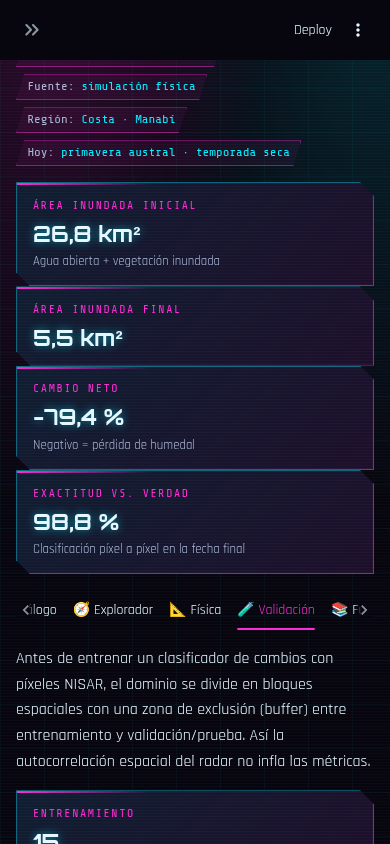 Deploy
Fuente: simulación física
Región: Costa · Manabí
Hoy: primavera austral · temporada seca
ÁREA INUNDADA INICIAL
26,8 km²
Agua abierta + vegetación inundada
ÁREA INUNDADA FINAL
5,5 km²
CAMBIO NETO
-79,4 %
Negativo = pérdida de humedal
EXACTITUD VS. VERDAD
98,8 %
Clasificación píxel a píxel en la fecha final
logo Explorador Física Validación F
Antes de entrenar un clasificador de cambios con
píxeles NISAR, el dominio se divide en bloques
espaciales con una zona de exclusión (buffer) entre
entrenamiento y validación/prueba. Así la
autocorrelación espacial del radar no infla las métricas.
ENTRENAMIENTO
15